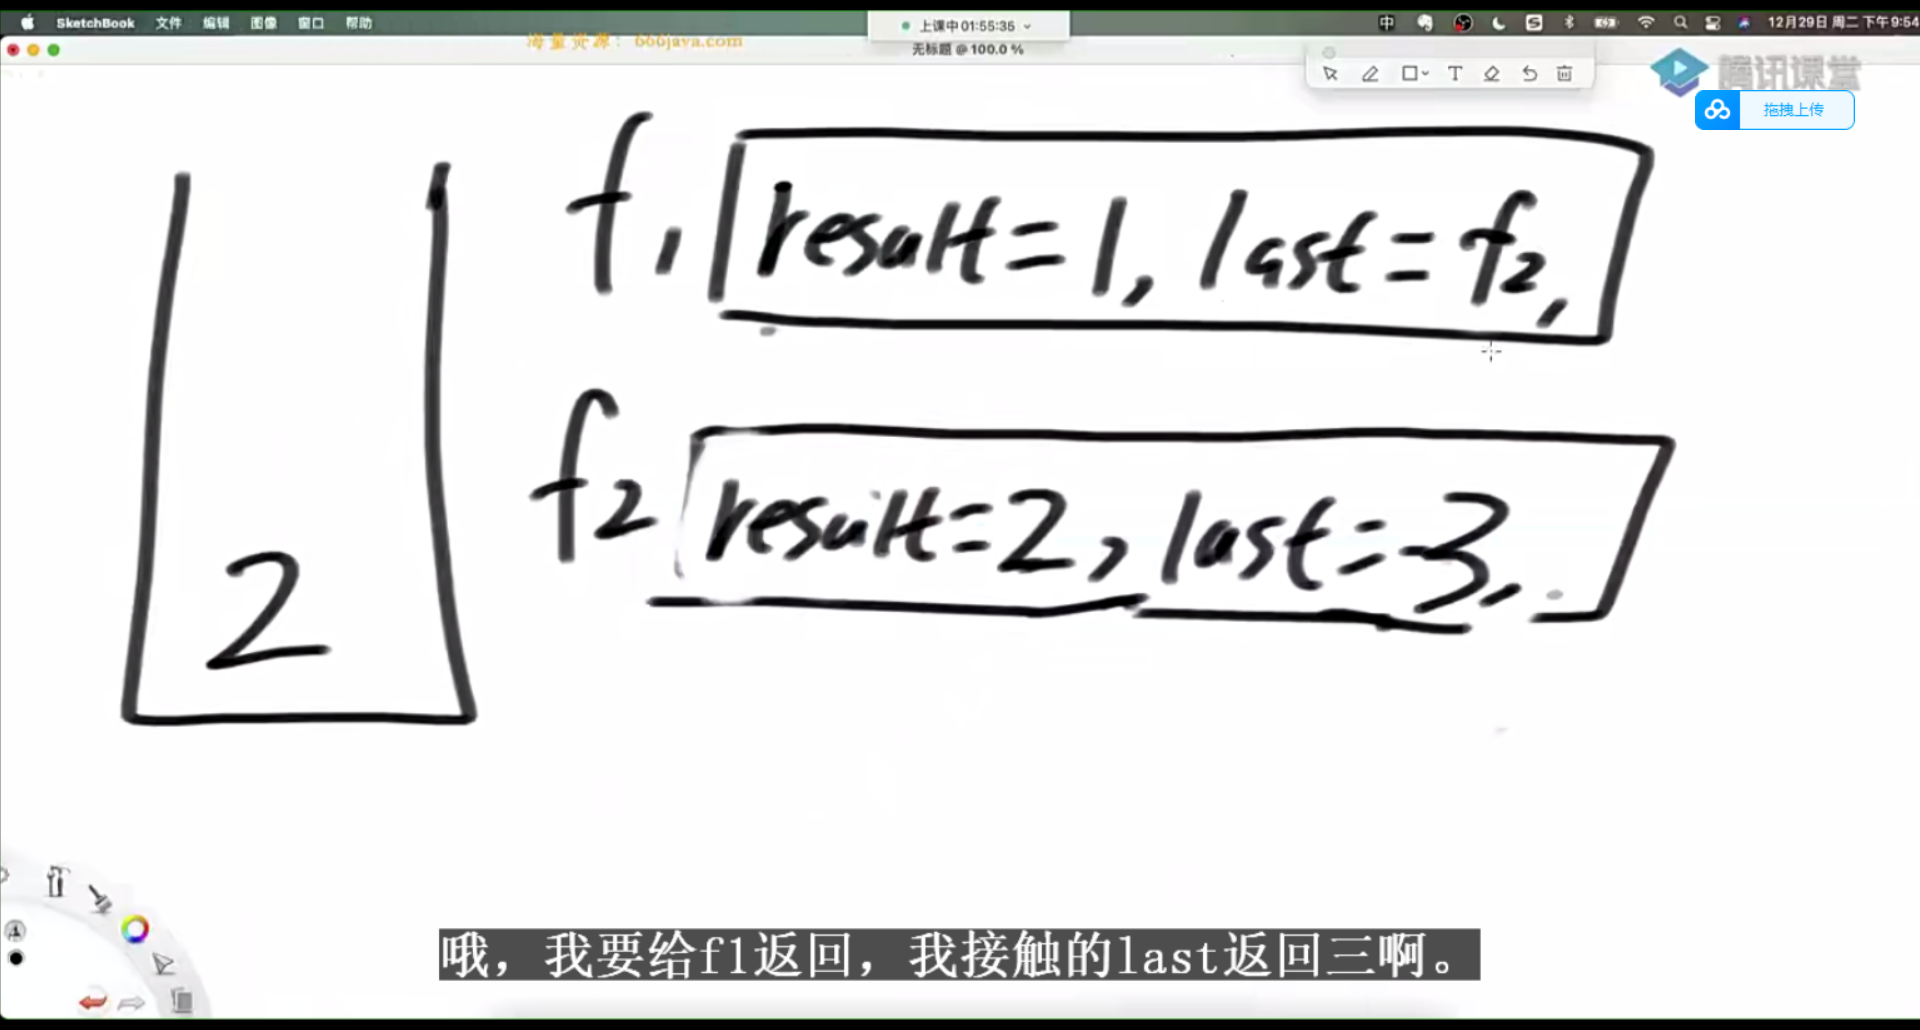 SketchBook 文件 编辑 图像 窗口 帮助
上课中 01:55:35
12月29日 周二 下午9:54
海量资源：666java.com
无标题 @ 100.0 %
腾讯课堂
拖拽上传
f1 result=1, last=f2,
f2 result=2, last=3,
2
哦，我要给f1返回，我接触的last返回三啊。